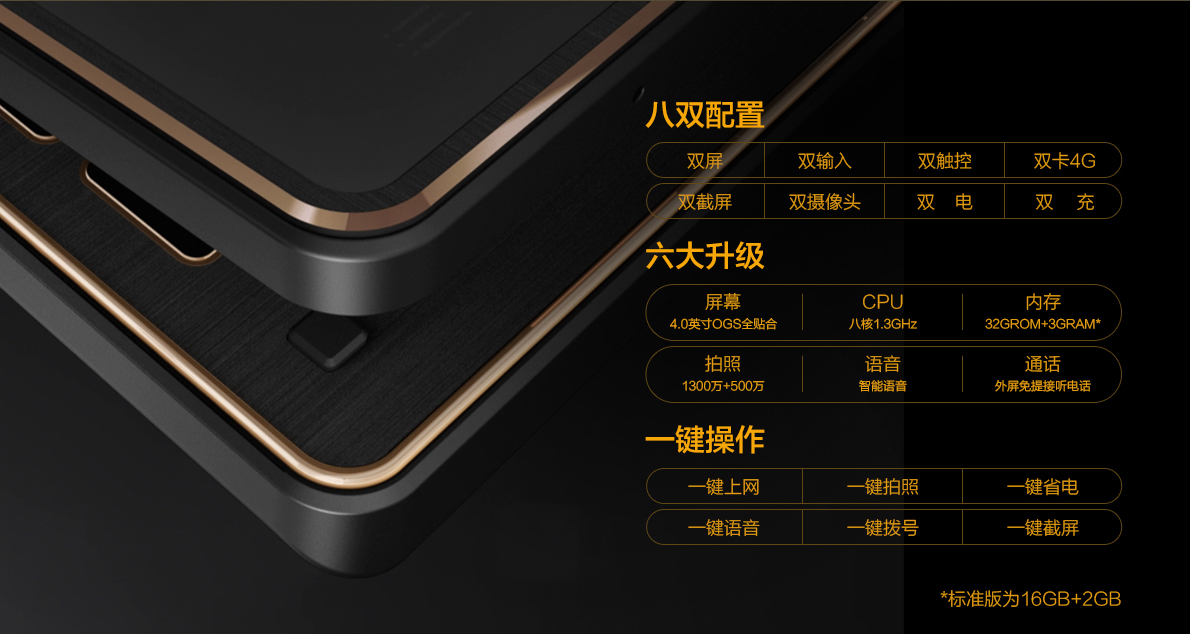 八双配置
双屏 双输入 双触控 双卡4G
双截屏 双摄像头 双 电 双 充
六大升级
屏幕 CPU 内存
4.0英寸OGS全贴合 八核1.3GHz 32GROM+3GRAM*
拍照 语音 通话
1300万+500万 智能语音 外屏免提接听电话
一键操作
一键上网 一键拍照 一键省电
一键语音 一键拨号 一键截屏
*标准版为16GB+2GB